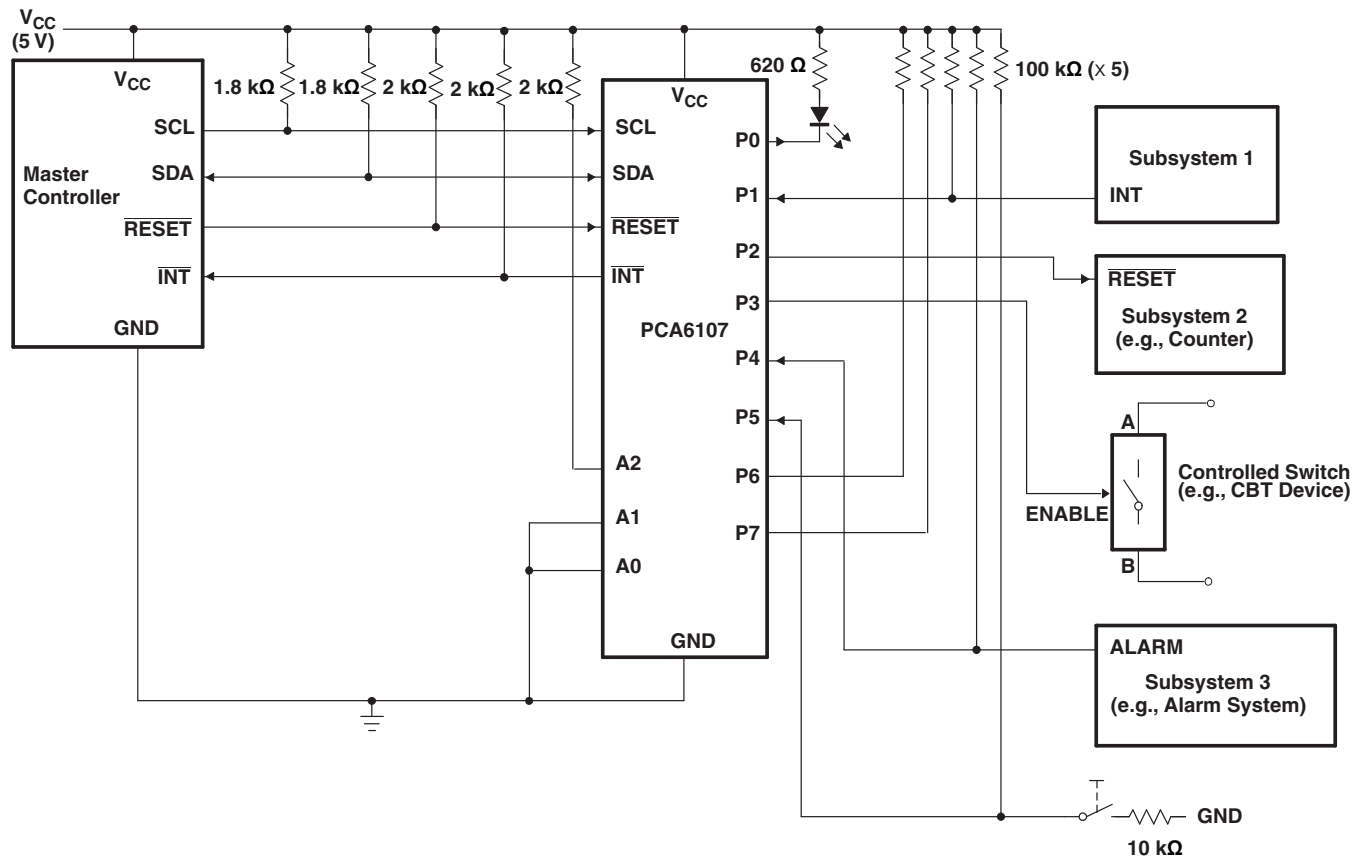 VCC
(5 V)
VCC
SCL
SDA
RESET
INT
GND
Master
Controller
1.8 kΩ
1.8 kΩ
2 kΩ
2 kΩ
2 kΩ
VCC
SCL
SDA
RESET
INT
PCA6107
A2
A1
A0
GND
P0
P1
P2
P3
P4
P5
P6
P7
620 Ω
100 kΩ (x 5)
Subsystem 1
INT
RESET
Subsystem 2
(e.g., Counter)
A
Controlled Switch
(e.g., CBT Device)
ENABLE
B
ALARM
Subsystem 3
(e.g., Alarm System)
GND
10 kΩ